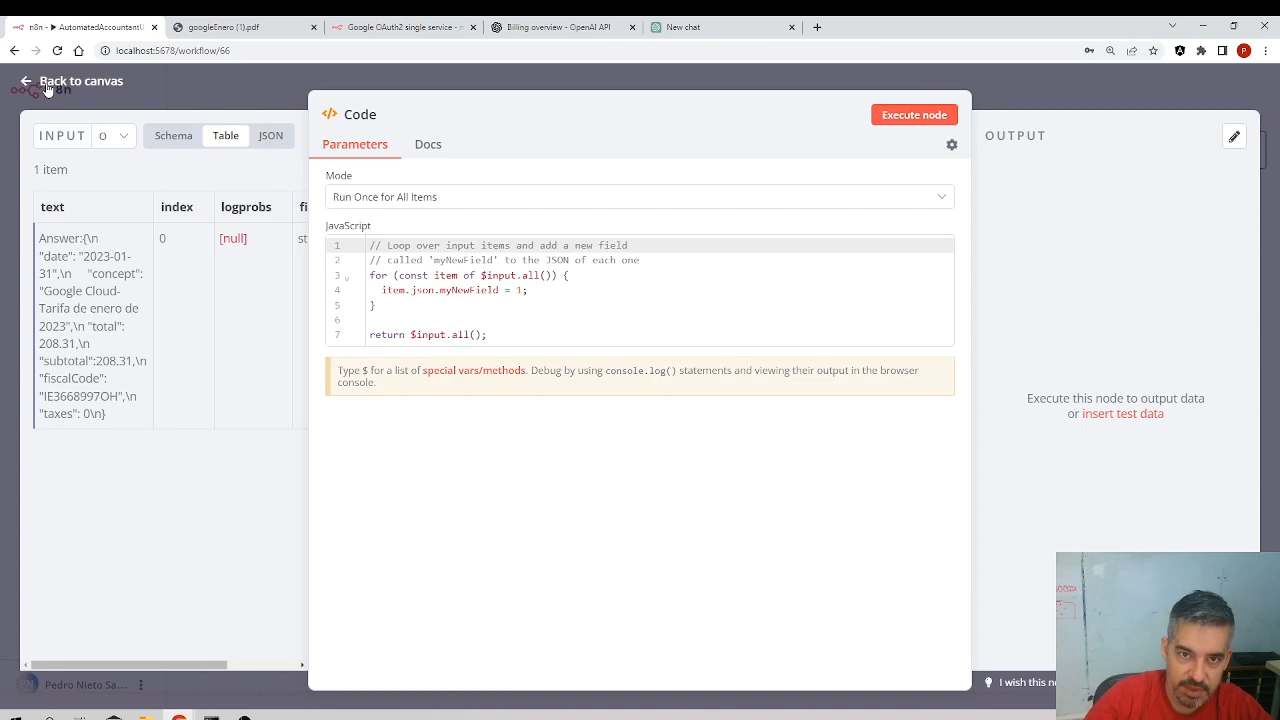 n8n - ▶ AutomatedAccountantU
googleEnero (1).pdf
Google OAuth2 single service - n
Billing overview - OpenAI API
New chat
localhost:5678/workflow/66
Back to canvas
n8n
INPUT
O
Schema
Table
JSON
1 item
text
index
logprobs
fi
Answer:{\n
"date": "2023-01-
31",\n "concept":
"Google Cloud-
Tarifa de enero de
2023",\n "total":
208.31,\n
"subtotal":208.31,\n
"fiscalCode":
"IE3668997OH",\n
"taxes": 0\n}
0
[null]
st
Code
Execute node
Parameters
Docs
Mode
Run Once for All Items
JavaScript
1 // Loop over input items and add a new field
2 // called 'myNewField' to the JSON of each one
3 for (const item of $input.all()) {
4 item.json.myNewField = 1;
5 }
6
7 return $input.all();
Type $ for a list of special vars/methods. Debug by using console.log() statements and viewing their output in the browser
console.
OUTPUT
Execute this node to output data
or insert test data
I wish this no
PN
Pedro Nieto Sa...
P